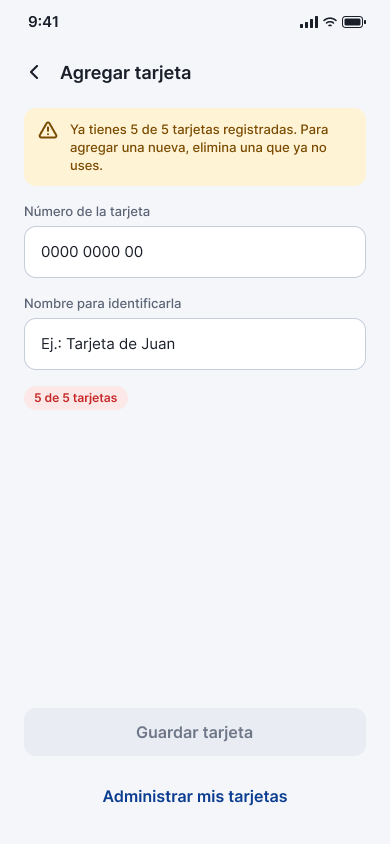 9:41
Agregar tarjeta
Ya tienes 5 de 5 tarjetas registradas. Para
agregar una nueva, elimina una que ya no
uses.
Número de la tarjeta
0000 0000 00
Nombre para identificarla
Ej.: Tarjeta de Juan
5 de 5 tarjetas
Guardar tarjeta
Administrar mis tarjetas